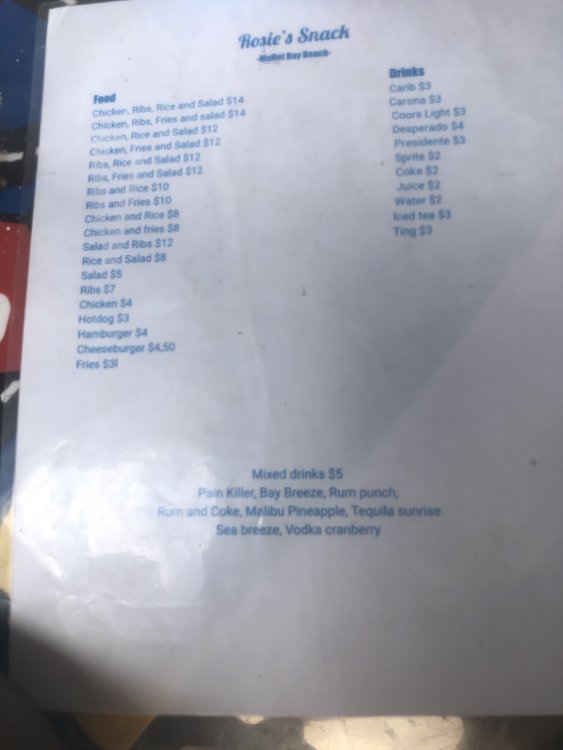 Rosie's Snack
-Mullet Bay Beach-
Food
Chicken, Ribs, Rice and Salad $14
Chicken, Ribs, Fries and salad $14
Chicken, Rice and Salad $12
Chicken, Fries and Salad $12
Ribs, Rice and Salad $12
Ribs, Fries and Salad $12
Ribs and Rice $10
Ribs and Fries $10
Chicken and Rice $8
Chicken and fries $8
Salad and Ribs $12
Rice and Salad $8
Salad $5
Ribs $7
Chicken $4
Hotdog $3
Hamburger $4
Cheeseburger $4,50
Fries $3!
Drinks
Carib $3
Carona $3
Coors Light $3
Desperado $4
Presidente $3
Sprite $2
Coke $2
Juice $2
Water $2
Iced tea $3
Ting $3
Mixed drinks $5
Pain Killer, Bay Breeze, Rum punch,
Rum and Coke, Malibu Pineapple, Tequila sunrise
Sea breeze, Vodka cranberry